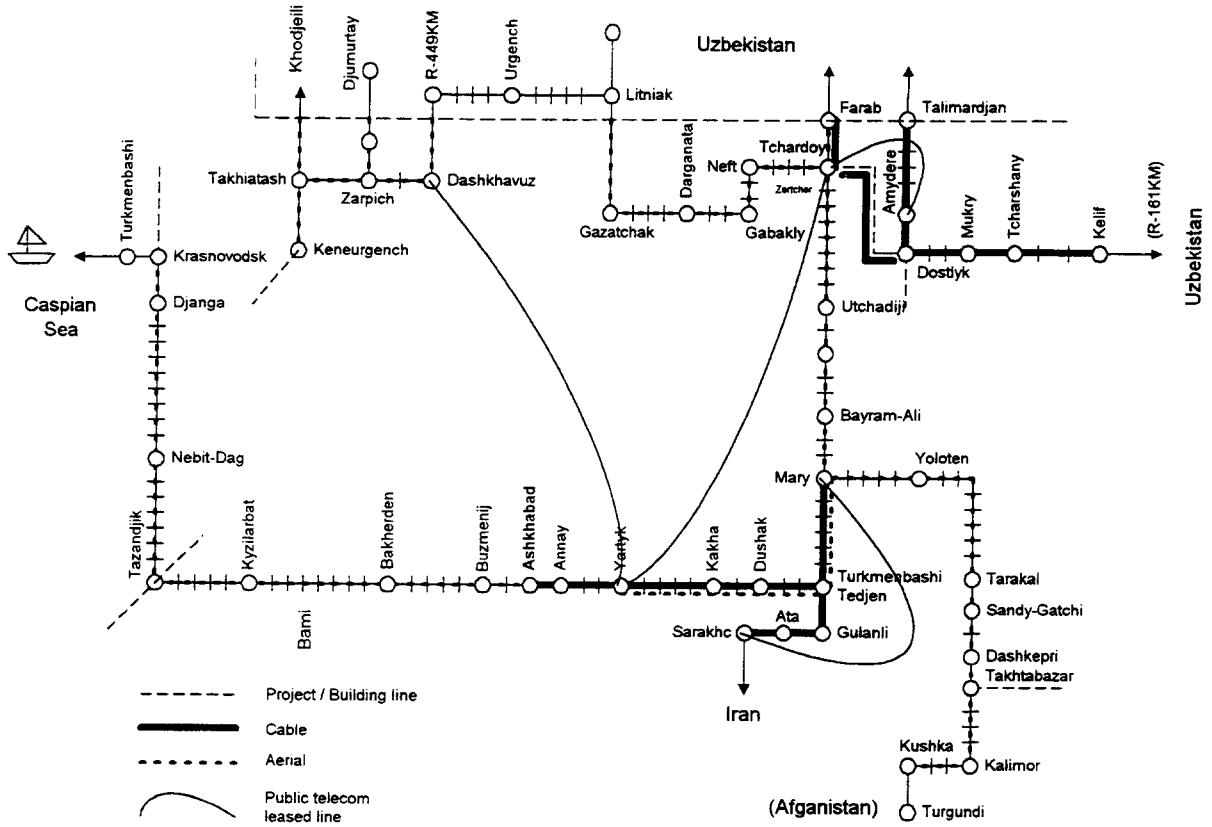 Uzbekistan
Khodjeili
Djumurtay
R-449KM
Urgench
Litniak
Farab
Talimardjan
Takhiatash
Zarpich
Dashkhavuz
Darganata
Neft
Tchardoy
Zertcher
Amydere
Mukry
Tcharshany
Kelif
(R-161KM)
Uzbekistan
Turkmenbashi
Krasnovodsk
Keneurgench
Gazatchak
Gabakly
Dostlyk
Caspian
Sea
Djanga
Utchadiji
Bayram-Ali
Nebit-Dag
Mary
Yoloten
Tazandjik
Kyzilarbat
Bakherden
Buzmenij
Ashkhabad
Annay
Yartyk
Kakha
Dushak
Turkmenbashi
Tedjen
Tarakal
Sandy-Gatchi
Bami
Sarakhc
Ata
Gulanli
Dashkepri
Takhtabazar
Iran
Kushka
Kalimor
(Afganistan)
Turgundi
Project / Building line
Cable
Aerial
Public telecom
leased line